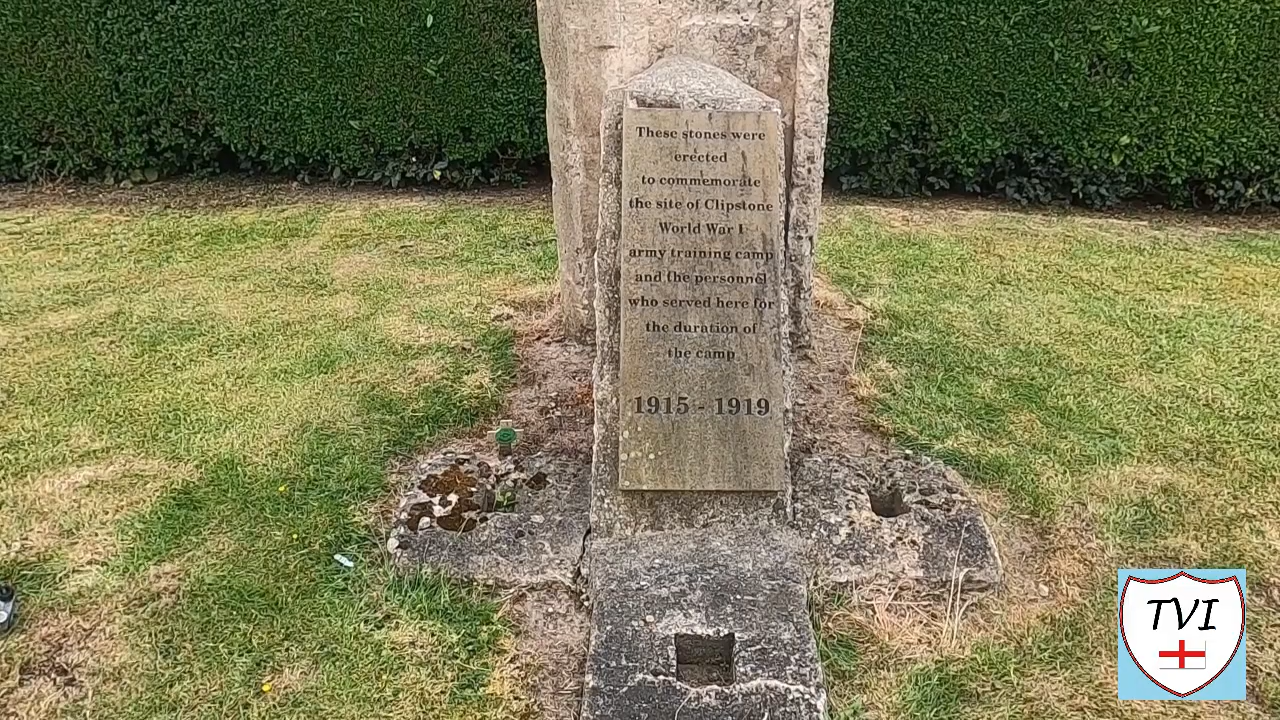 These stones were
erected
to commemorate
the site of Clipstone
World War I
army training camp
and the personnel
who served here for
the duration of
the camp
1915 - 1919
TVI